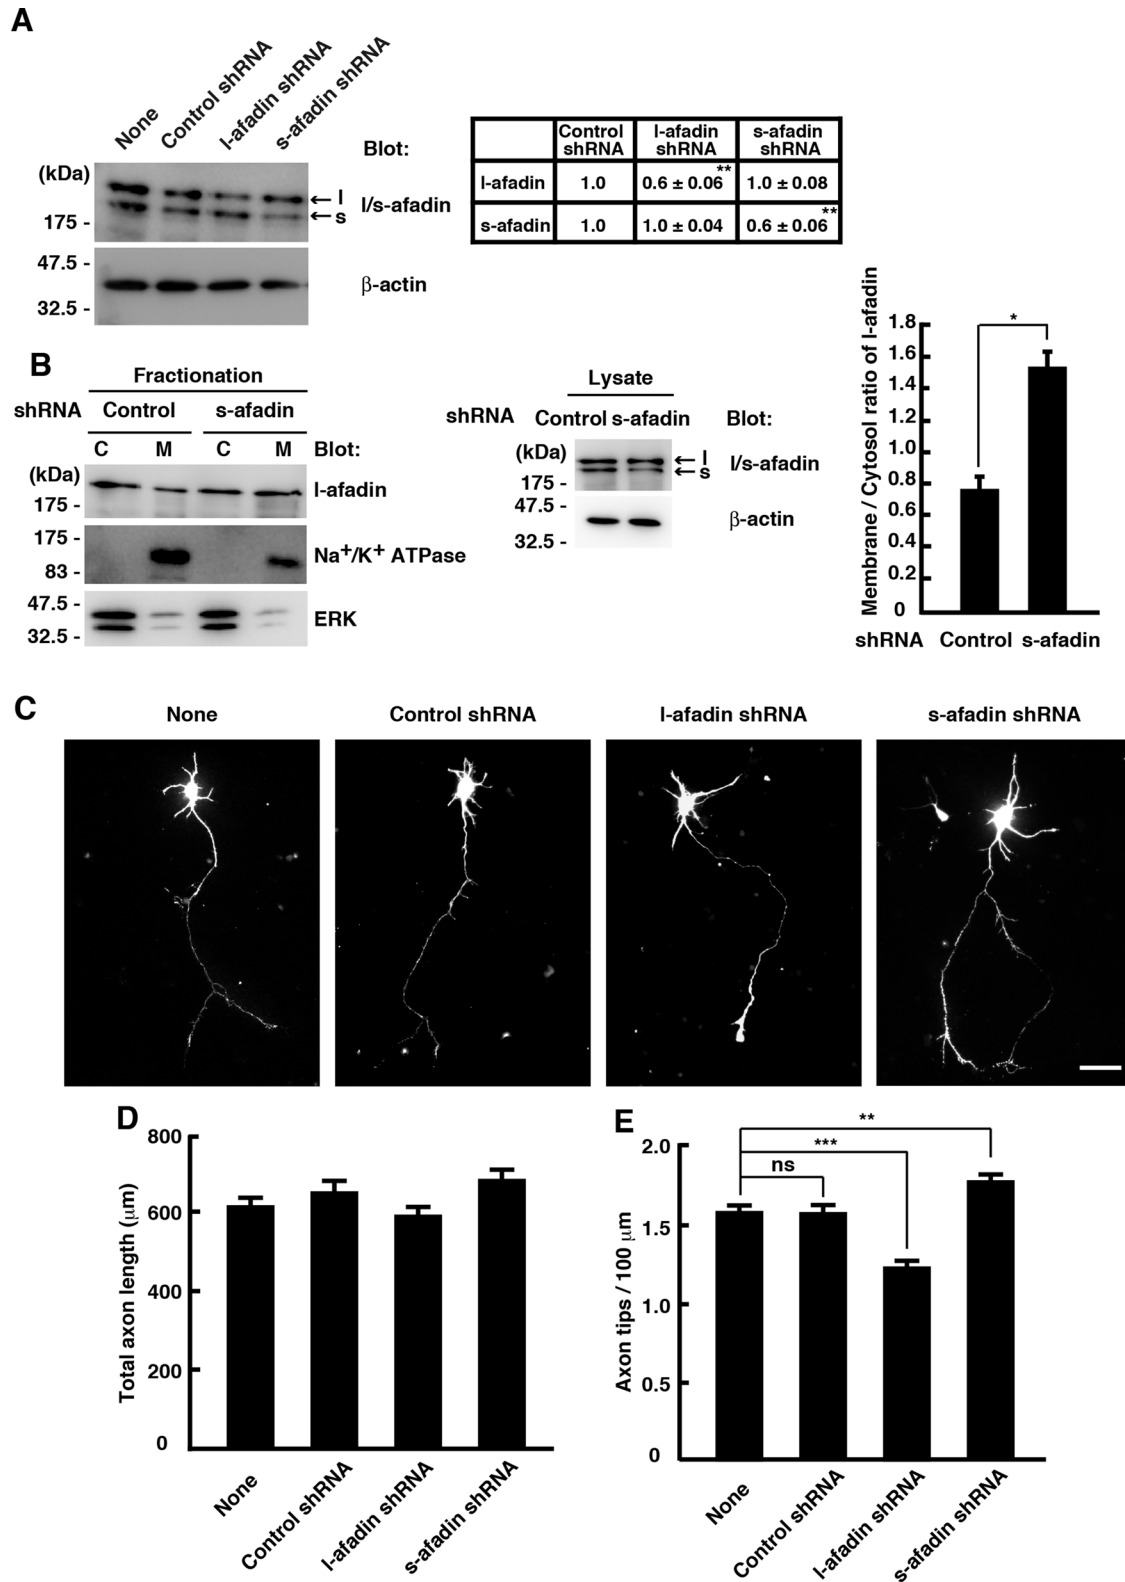 A
None
Control shRNA
l-afadin shRNA
s-afadin shRNA
Blot:
(kDa)
175 -
l
s
l/s-afadin
47.5 -
32.5 -
β-actin
Control shRNA
l-afadin shRNA
s-afadin shRNA
l-afadin 1.0 0.6 ± 0.06** 1.0 ± 0.08
s-afadin 1.0 1.0 ± 0.04 0.6 ± 0.06**
B
Fractionation
shRNA Control s-afadin
C M C M Blot:
(kDa)
175 -
l-afadin
175 -
83 -
Na+/K+ ATPase
47.5 -
32.5 -
ERK
Lysate
shRNA Control s-afadin Blot:
(kDa)
175 -
l
s
l/s-afadin
47.5 -
32.5 -
β-actin
Membrane / Cytosol ratio of l-afadin
1.8
1.6
1.4
1.2
1.0
0.8
0.6
0.4
0.2
0
*
shRNA Control s-afadin
C
None
Control shRNA
l-afadin shRNA
s-afadin shRNA
D
Total axon length (μm)
800
600
400
200
0
None
Control shRNA
l-afadin shRNA
s-afadin shRNA
E
Axon tips / 100 μm
2.0
1.5
1.0
0.5
0
**
***
ns
None
Control shRNA
l-afadin shRNA
s-afadin shRNA